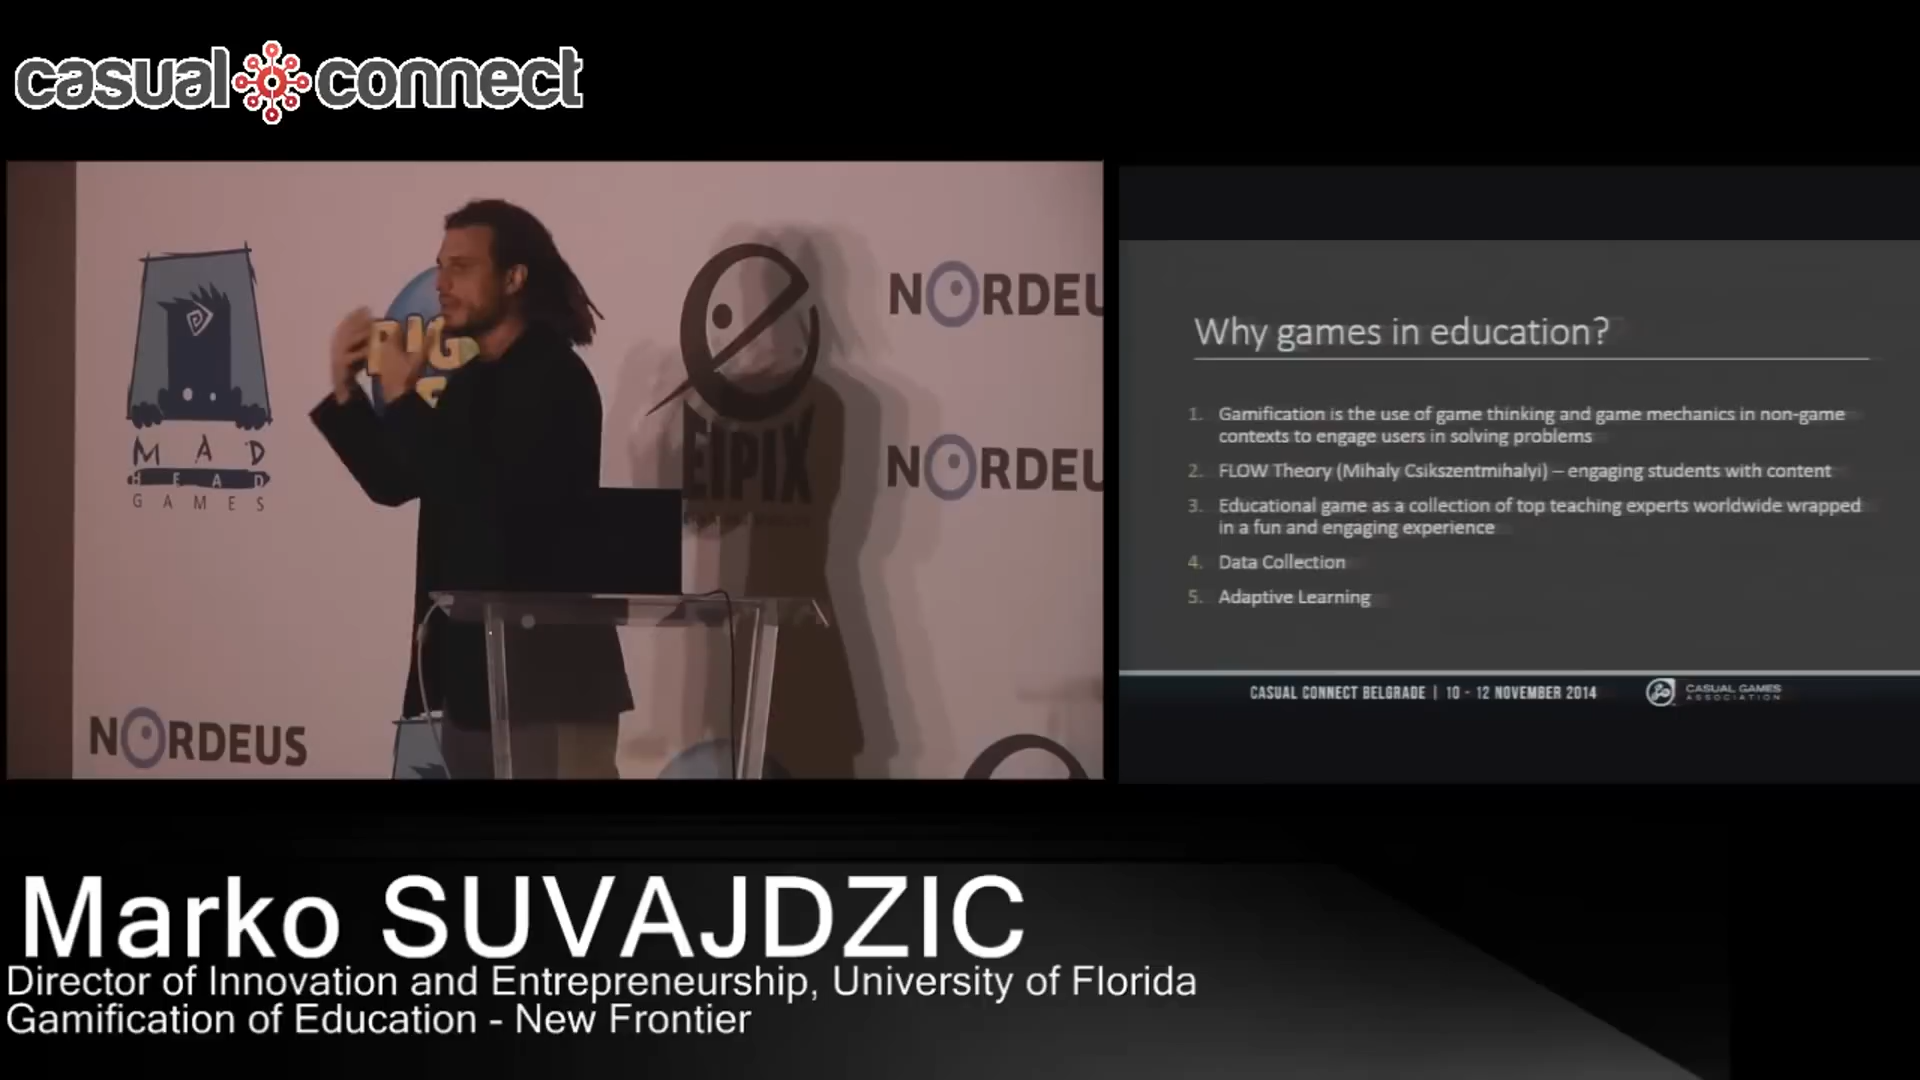 casual connect
MAD
HEAD
GAMES
BIG
EIPIX
NORDEU
NORDEU
NORDEUS
Why games in education?
1. Gamification is the use of game thinking and game mechanics in non-game
contexts to engage users in solving problems
2. FLOW Theory (Mihaly Csikszentmihalyi) – engaging students with content
3. Educational game as a collection of top teaching experts worldwide wrapped
in a fun and engaging experience
4. Data Collection
5. Adaptive Learning
CASUAL CONNECT BELGRADE | 10 - 12 NOVEMBER 2014
CASUAL GAMES
ASSOCIATION
Marko SUVAJDZIC
Director of Innovation and Entrepreneurship, University of Florida
Gamification of Education - New Frontier